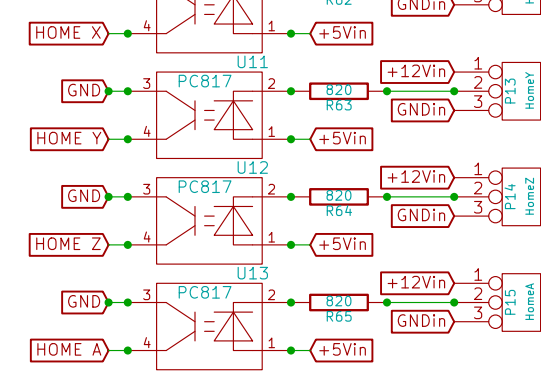 R62
GNDin 3
HOME X 4 1 +5Vin
U11
GND 3 PC817 2 820 R63 +12Vin 1 2 GNDin 3 P13 HomeY
HOME Y 4 1 +5Vin
U12
GND 3 PC817 2 820 R64 +12Vin 1 2 GNDin 3 P14 HomeZ
HOME Z 4 1 +5Vin
U13
GND 3 PC817 2 820 R65 +12Vin 1 2 GNDin 3 P15 HomeA
HOME A 4 1 +5Vin